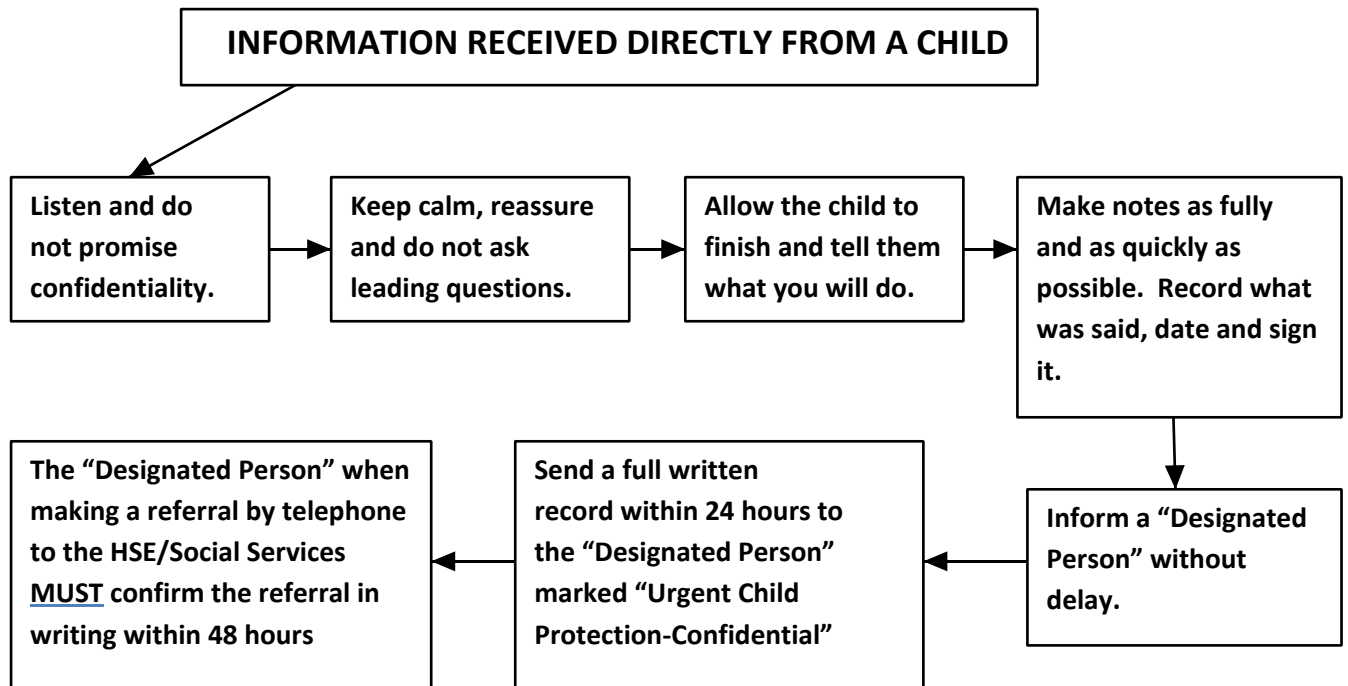 INFORMATION RECEIVED DIRECTLY FROM A CHILD
Listen and do
not promise
confidentiality.
Keep calm, reassure
and do not ask
leading questions.
Allow the child to
finish and tell them
what you will do.
Make notes as fully
and as quickly as
possible.  Record what
was said, date and sign
it.
Inform a “Designated
Person” without
delay.
Send a full written
record within 24 hours to
the “Designated Person”
marked “Urgent Child
Protection-Confidential”
The “Designated Person” when
making a referral by telephone
to the HSE/Social Services
MUST confirm the referral in
writing within 48 hours